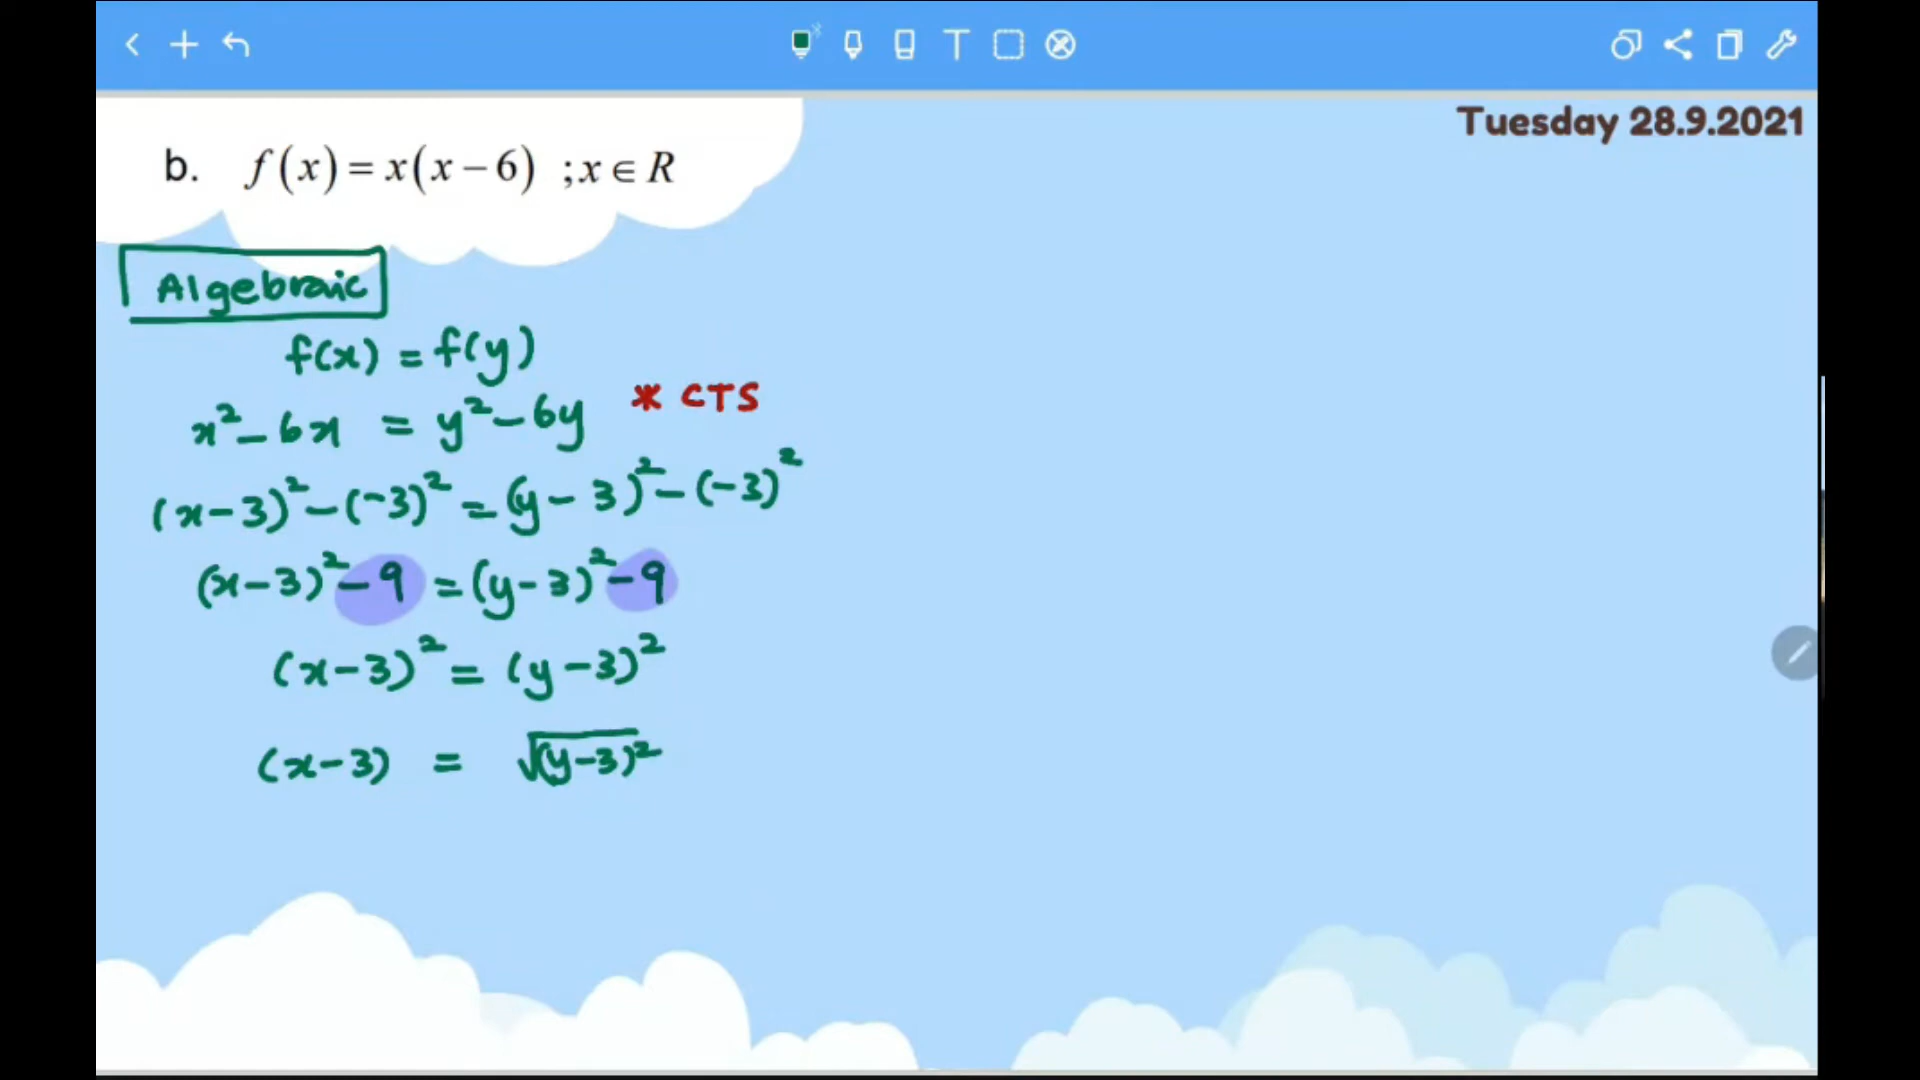 Tuesday 28.9.2021
b. f(x) = x(x − 6) ; x ∈ R
Algebraic
f(x) = f(y)
x² − 6x = y² − 6y * CTS
(x − 3)² − (−3)² = (y − 3)² − (−3)²
(x − 3)² − 9 = (y − 3)² − 9
(x − 3)² = (y − 3)²
(x − 3) = √(y − 3)²